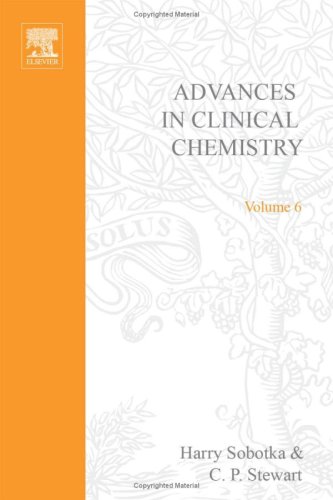 ELSEVIER
ADVANCES
IN CLINICAL
CHEMISTRY
Volume 6
SOLUS
Harry Sobotka &
C. P. Stewart
Copyrighted Material
Copyrighted Material